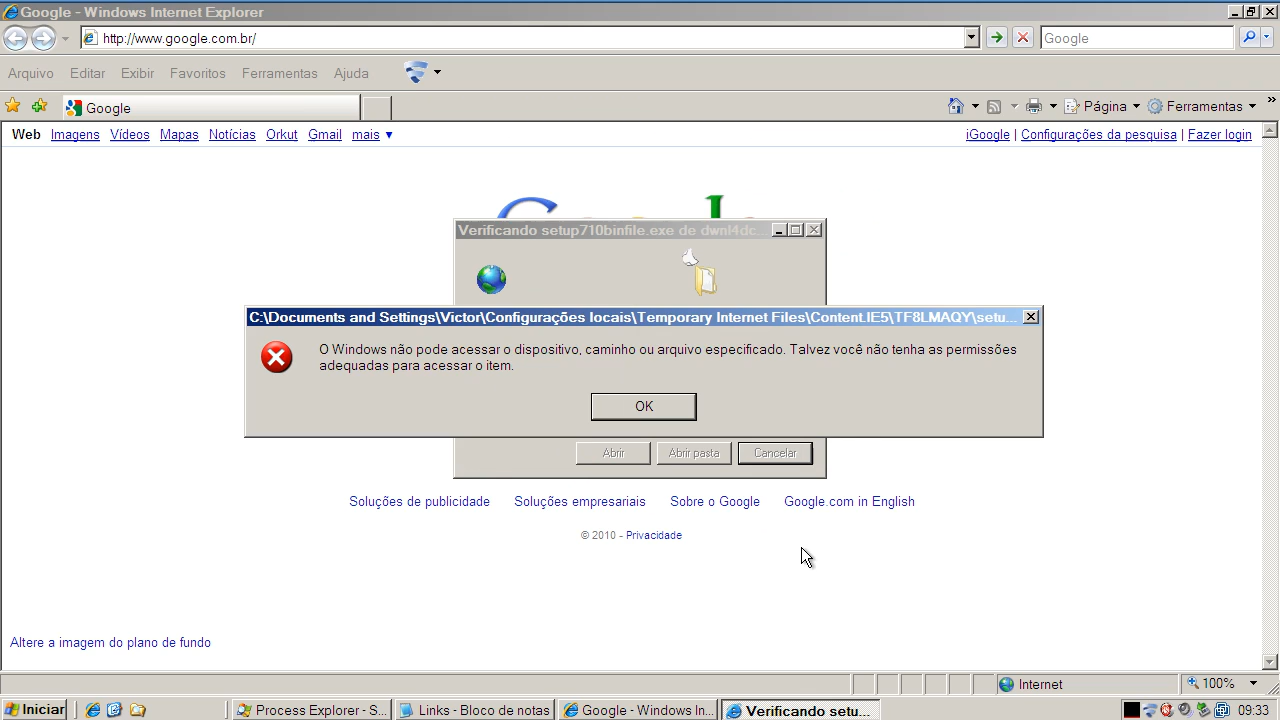 Google - Windows Internet Explorer
http://www.google.com.br/
Google
Arquivo Editar Exibir Favoritos Ferramentas Ajuda
Google
Página Ferramentas
Web Imagens Vídeos Mapas Notícias Orkut Gmail mais ▼
iGoogle | Configurações da pesquisa | Fazer login
Verificando setup710binfile.exe de dwnl4dc...
C:\Documents and Settings\Victor\Configurações locais\Temporary Internet Files\Content.IE5\TF8LMAQY\setu...
O Windows não pode acessar o dispositivo, caminho ou arquivo especificado. Talvez você não tenha as permissões
adequadas para acessar o item.
OK
Abrir Abrir pasta Cancelar
Soluções de publicidade Soluções empresariais Sobre o Google Google.com in English
© 2010 - Privacidade
Altere a imagem do plano de fundo
Internet 100%
Iniciar Process Explorer - S... Links - Bloco de notas Google - Windows In... Verificando setu... 09:33